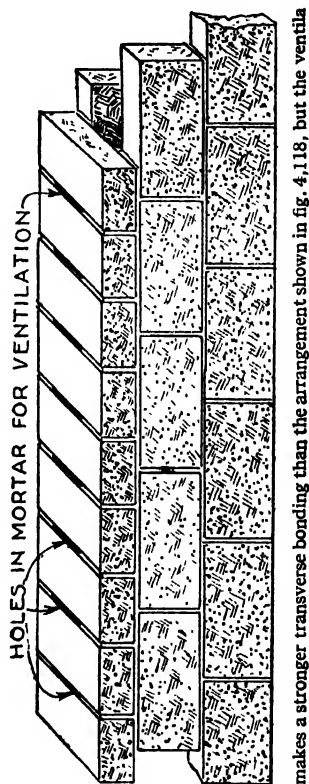 HOLES IN MORTAR FOR VENTILATION
makes a stronger transverse bonding than the arrangement shown in fig. 4,118, but the ventila